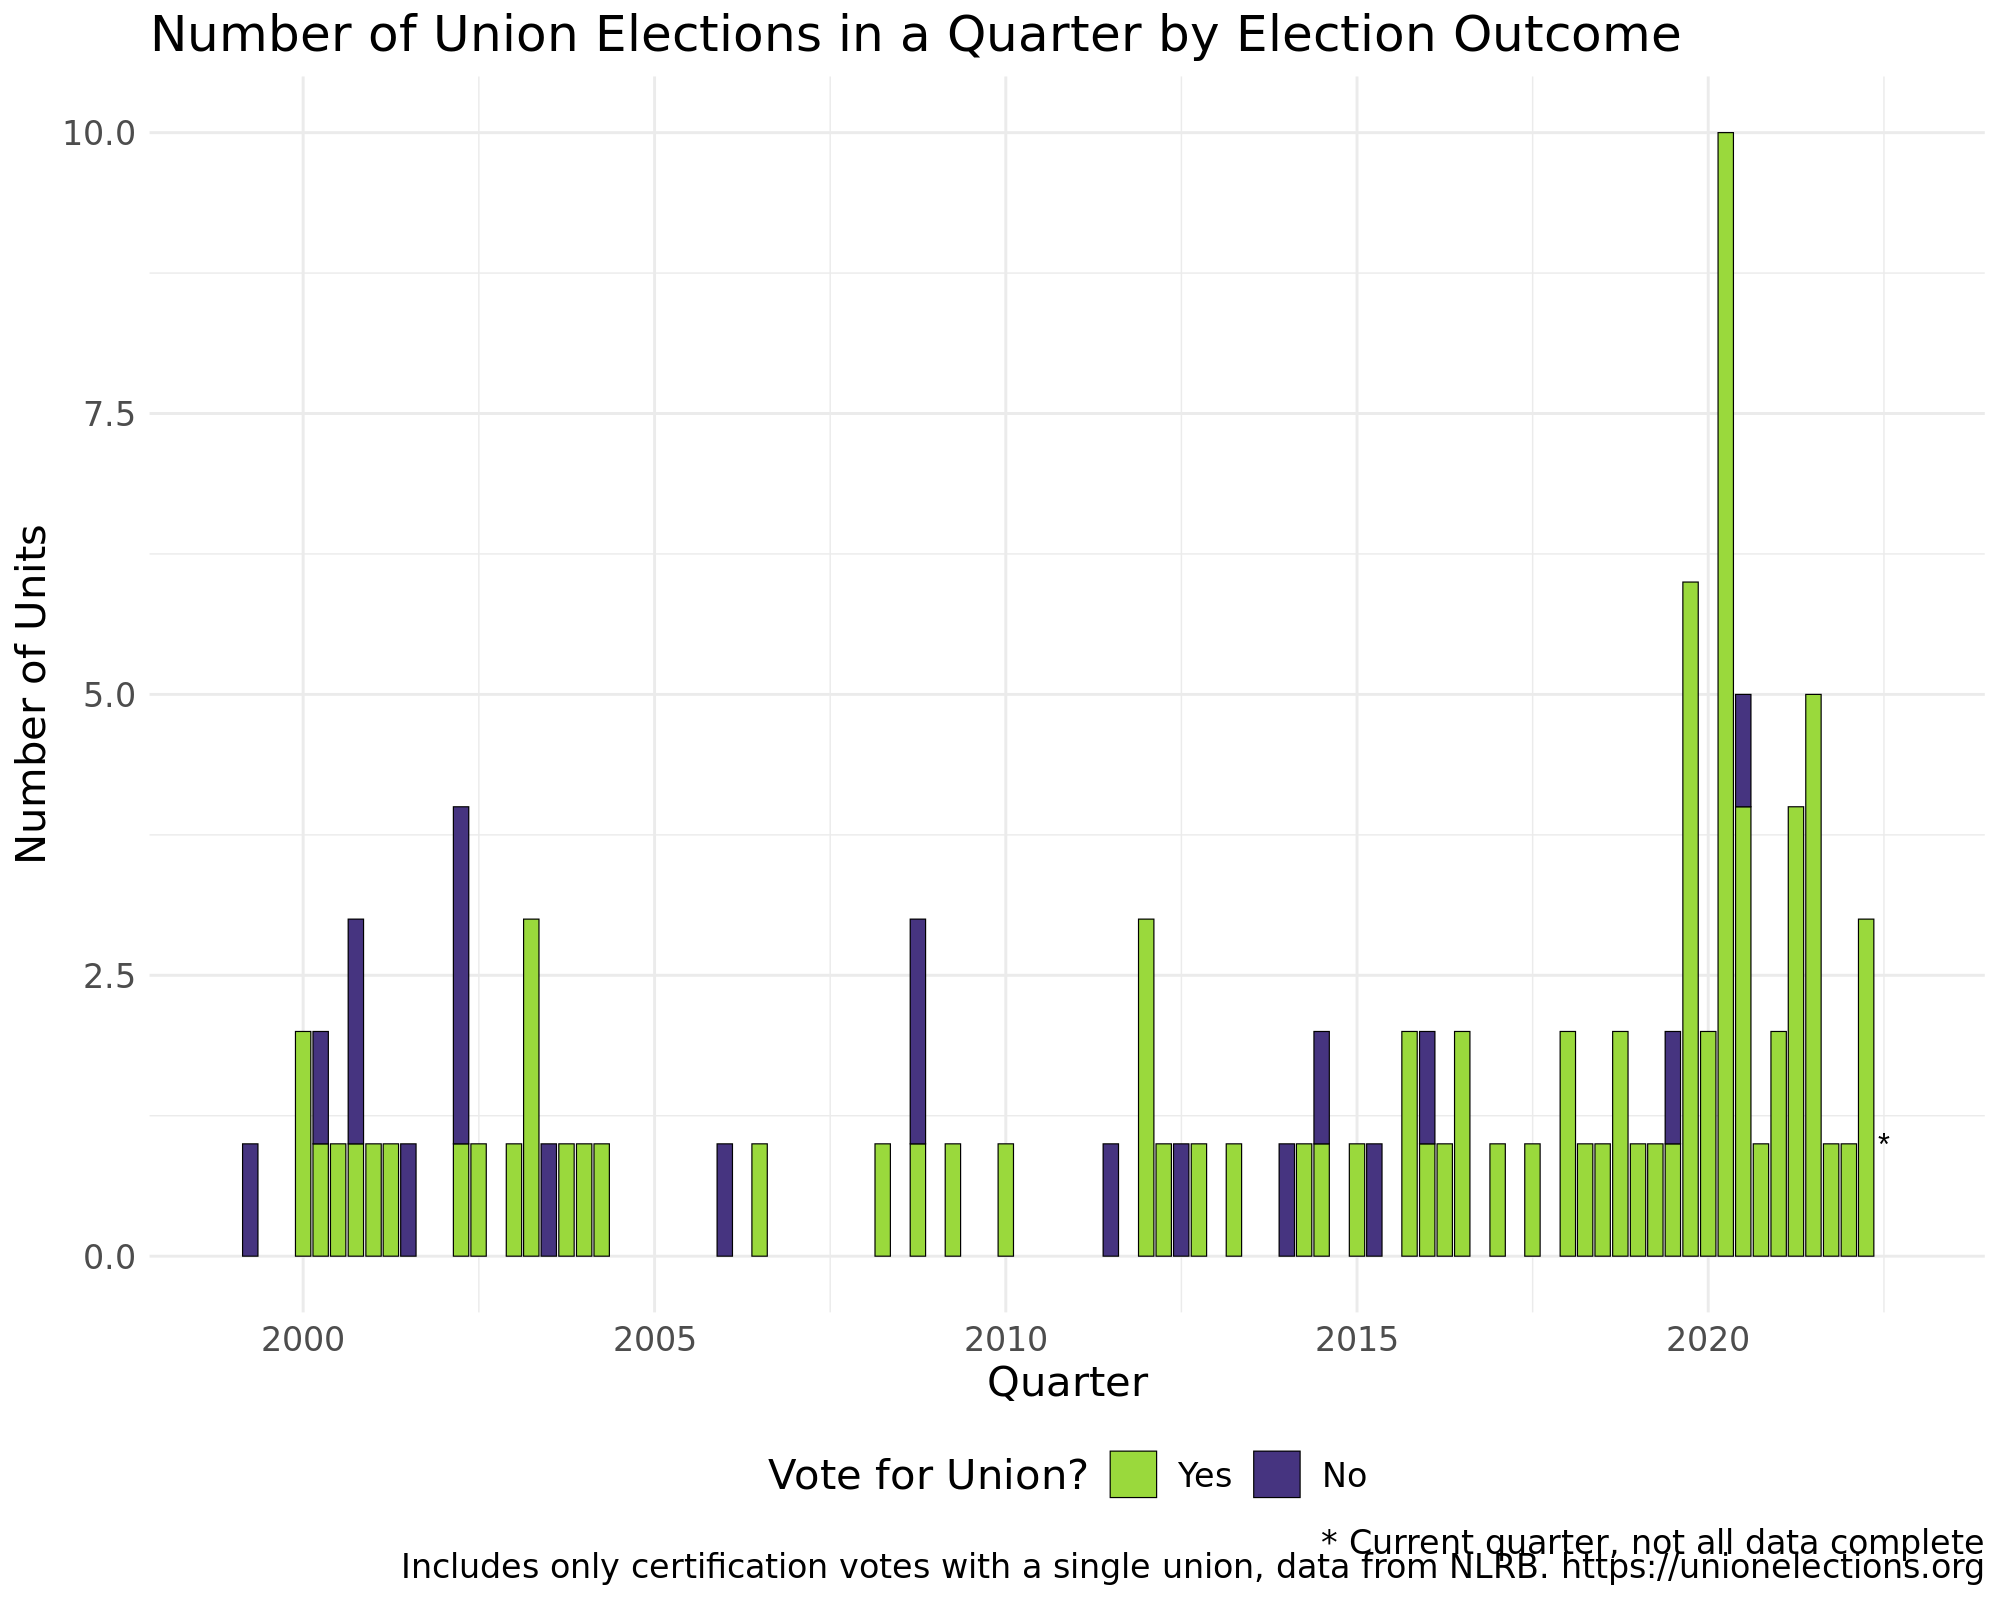 Number of Union Elections in a Quarter by Election Outcome
10.0
7.5
5.0
2.5
0.0
Number of Units
*
2000 2005 2010 2015 2020
Quarter
Vote for Union? Yes No
* Current quarter, not all data complete
Includes only certification votes with a single union, data from NLRB. https://unionelections.org